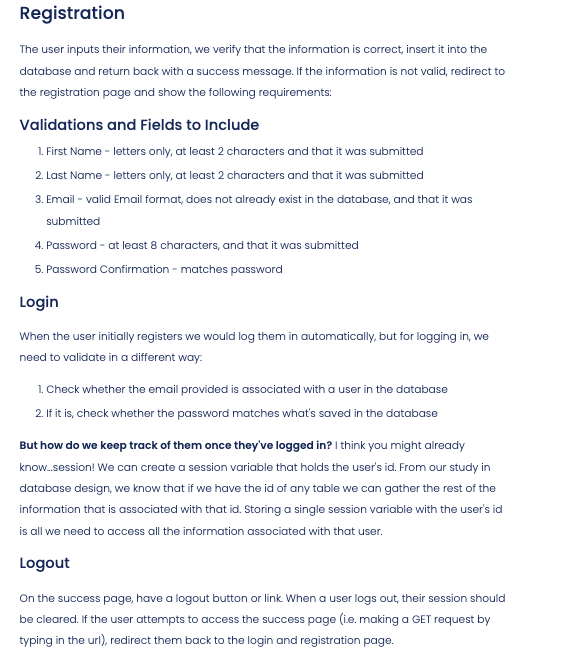 Registration
The user inputs their information, we verify that the information is correct, insert it into the
database and return back with a success message. If the information is not valid, redirect to
the registration page and show the following requirements:
Validations and Fields to Include
1. First Name - letters only, at least 2 characters and that it was submitted
2. Last Name - letters only, at least 2 characters and that it was submitted
3. Email - valid Email format, does not already exist in the database, and that it was
submitted
4. Password - at least 8 characters, and that it was submitted
5. Password Confirmation - matches password
Login
When the user initially registers we would log them in automatically, but for logging in, we
need to validate in a different way:
1. Check whether the email provided is associated with a user in the database
2. If it is, check whether the password matches what's saved in the database
But how do we keep track of them once they've logged in? I think you might already
know...session! We can create a session variable that holds the user's id. From our study in
database design, we know that if we have the id of any table we can gather the rest of the
information that is associated with that id. Storing a single session variable with the user's id
is all we need to access all the information associated with that user.
Logout
On the success page, have a logout button or link. When a user logs out, their session should
be cleared. If the user attempts to access the success page (i.e. making a GET request by
typing in the url), redirect them back to the login and registration page.